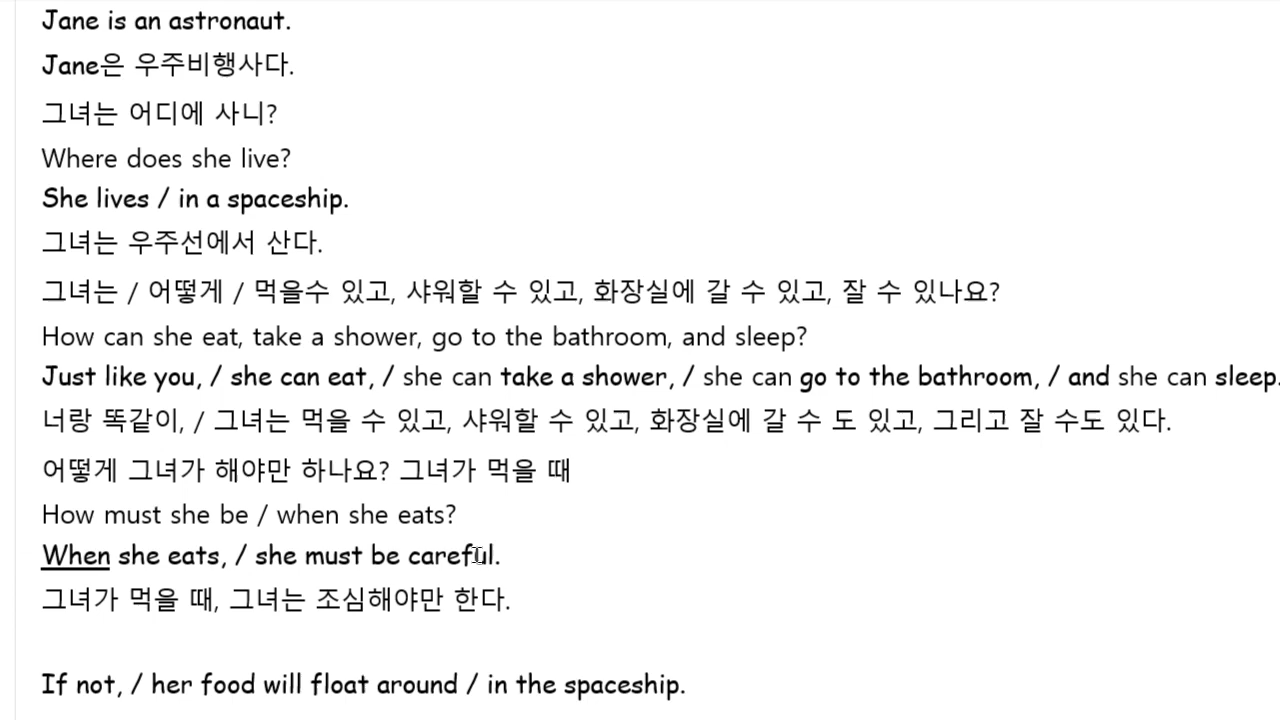 Jane is an astronaut.
Jane은 우주비행사다.
그녀는 어디에 사니?
Where does she live?
She lives / in a spaceship.
그녀는 우주선에서 산다.
그녀는 / 어떻게 / 먹을수 있고, 샤워할 수 있고, 화장실에 갈 수 있고, 잘 수 있나요?
How can she eat, take a shower, go to the bathroom, and sleep?
Just like you, / she can eat, / she can take a shower, / she can go to the bathroom, / and she can sleep.
너랑 똑같이, / 그녀는 먹을 수 있고, 샤워할 수 있고, 화장실에 갈 수 도 있고, 그리고 잘 수도 있다.
어떻게 그녀가 해야만 하나요? 그녀가 먹을 때
How must she be / when she eats?
When she eats, / she must be careful.
그녀가 먹을 때, 그녀는 조심해야만 한다.
If not, / her food will float around / in the spaceship.